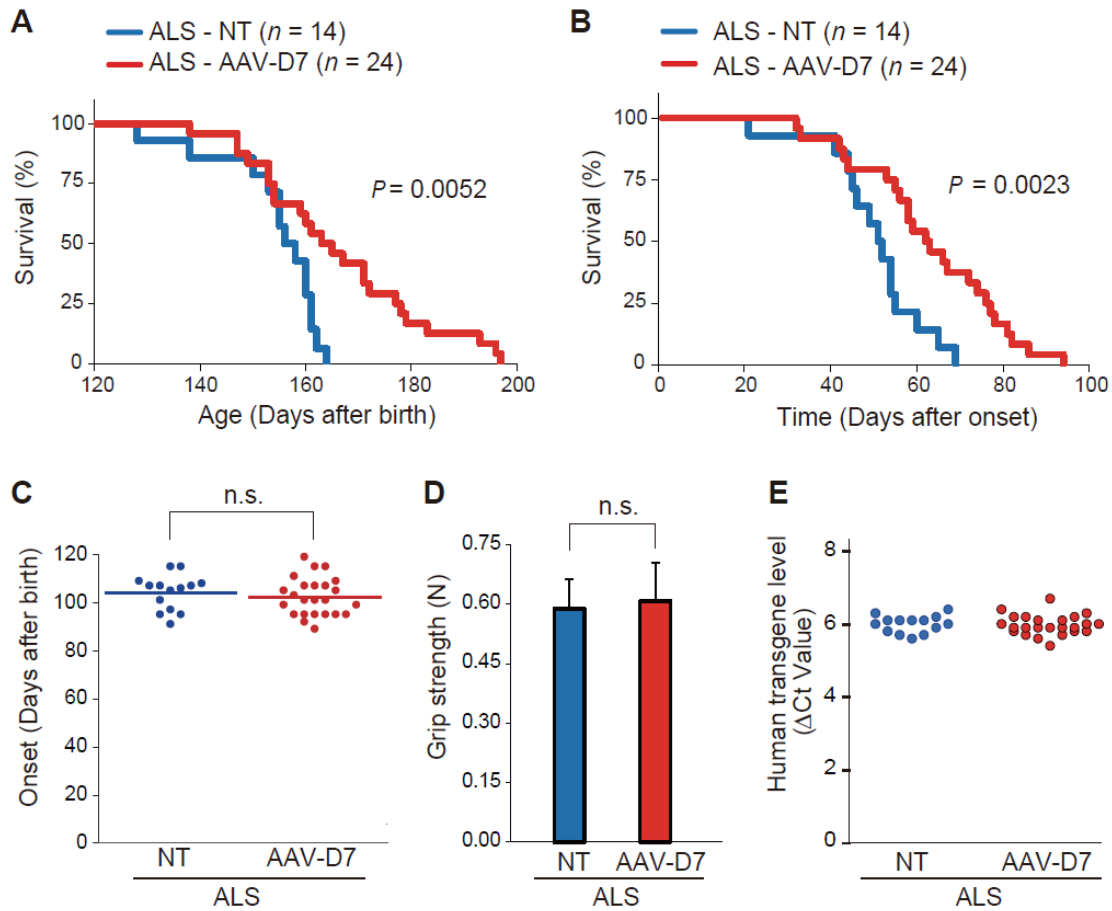 A
ALS - NT (n = 14)
ALS - AAV-D7 (n = 24)
Survival (%)
100
75
50
25
0
P = 0.0052
120 140 160 180 200
Age (Days after birth)
B
ALS - NT (n = 14)
ALS - AAV-D7 (n = 24)
Survival (%)
100
75
50
25
0
P = 0.0023
0 20 40 60 80 100
Time (Days after onset)
C
n.s.
Onset (Days after birth)
120
100
80
60
40
20
0
NT AAV-D7
ALS
D
n.s.
Grip strength (N)
0.75
0.60
0.45
0.30
0.15
0.00
NT AAV-D7
ALS
E
Human transgene level
(ΔCt Value)
8
6
4
2
0
NT AAV-D7
ALS